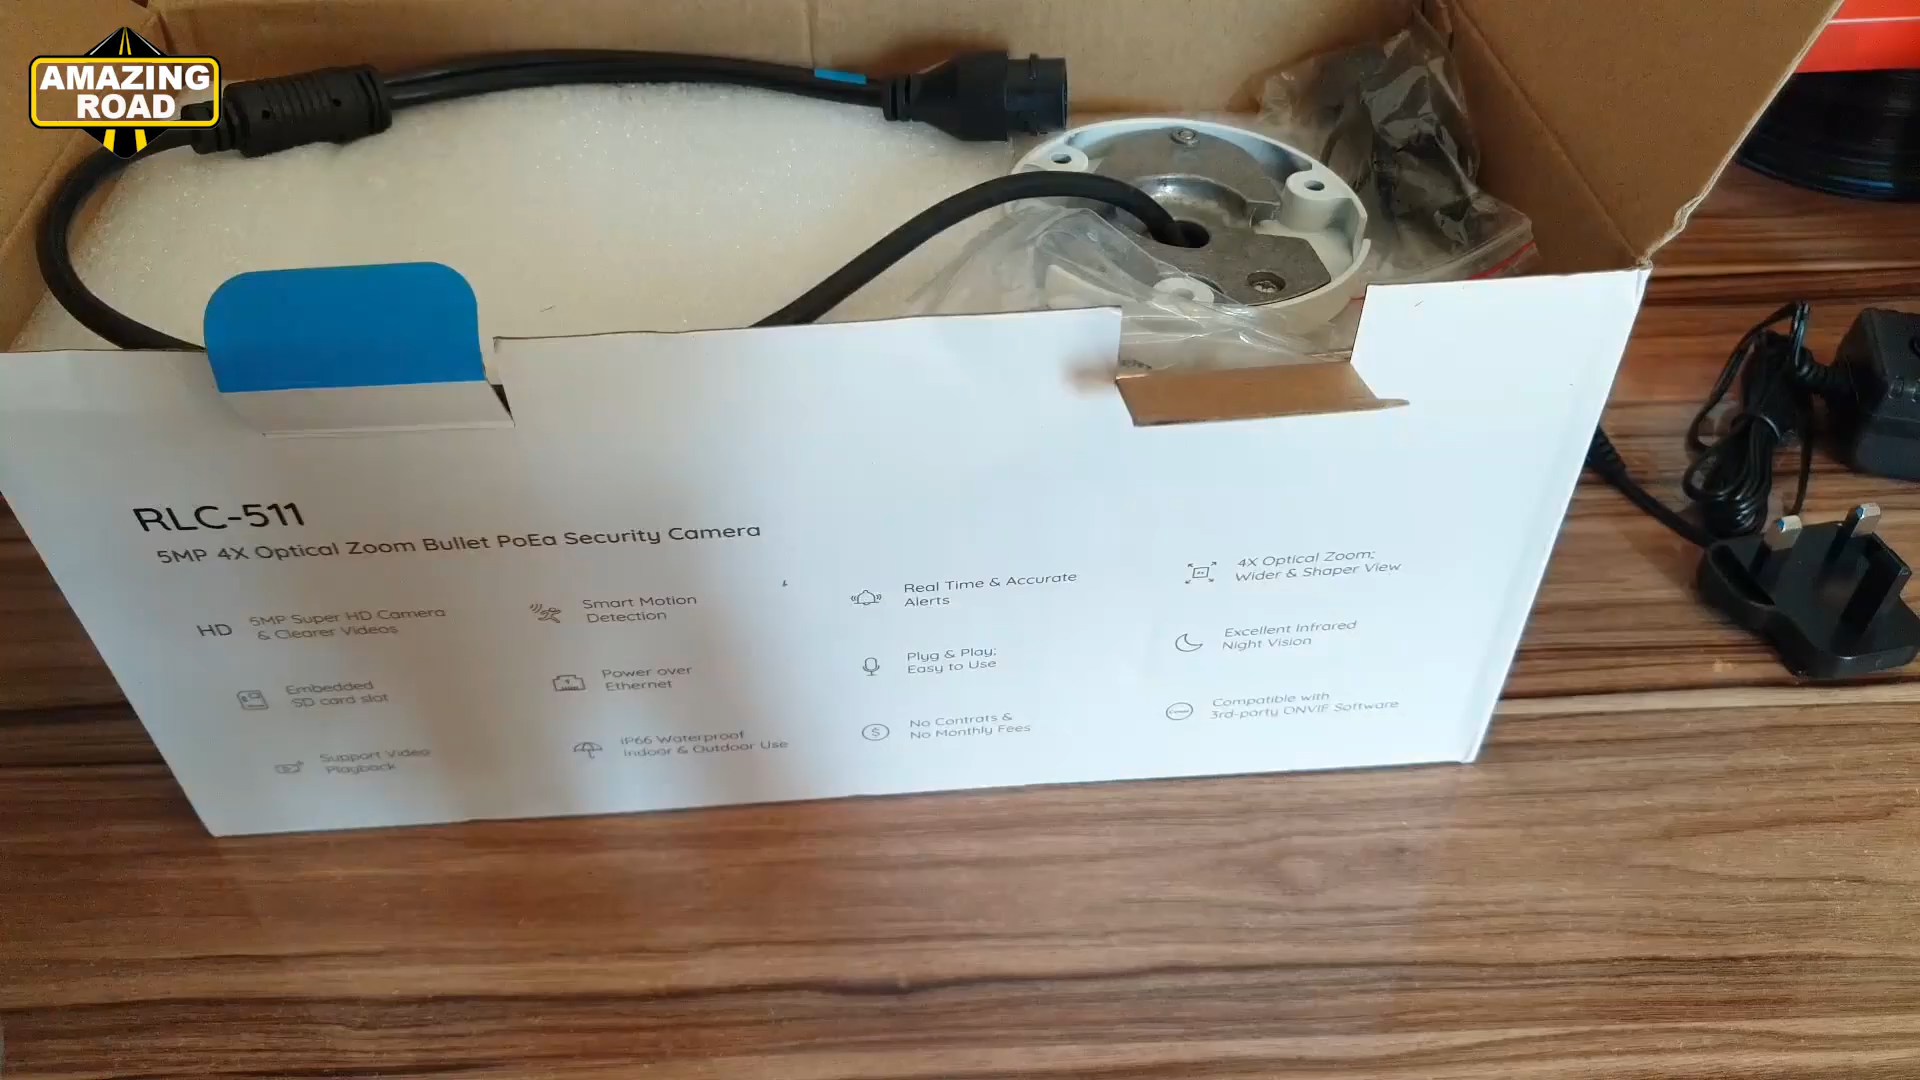 AMAZING
ROAD
RLC-511
5MP 4X Optical Zoom Bullet PoEa Security Camera
HD
5MP Super HD Camera
& Clearer Videos
Smart Motion
Detection
Real Time & Accurate
Alerts
4X Optical Zoom;
Wider & Shaper View
Embedded
SD card slot
Power over
Ethernet
Plyg & Play;
Easy to Use
Excellent Infrared
Night Vision
Support Video
Playback
IP66 Waterproof
Indoor & Outdoor Use
$
No Contrats &
No Monthly Fees
Compatible with
3rd-party ONVIF Software